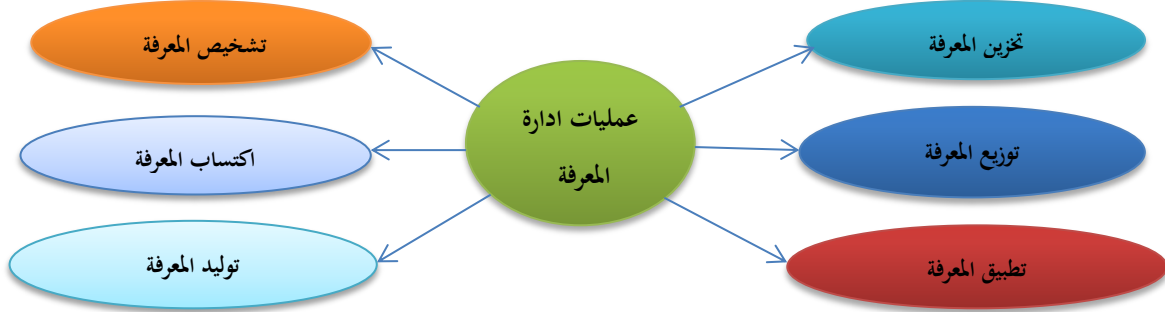 عمليات ادارة
المعرفة
تخزين المعرفة
تشخيص المعرفة
توزيع المعرفة
اكتساب المعرفة
تطبيق المعرفة
توليد المعرفة